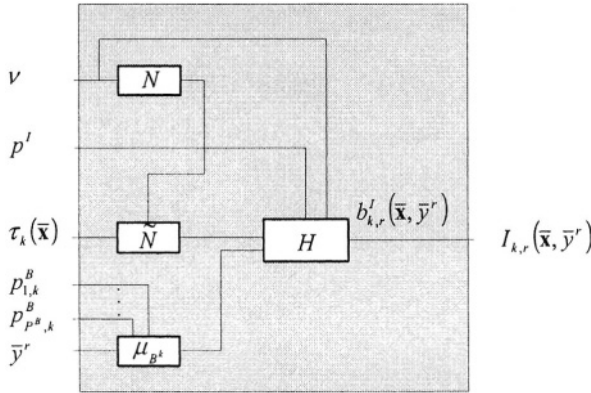 ν
N
p^I
τ_k(x̄)
Ñ
H
b^I_{k,r}(x̄, ȳ^r)
I_{k,r}(x̄, ȳ^r)
p^B_{1,k}
⋮
p^B_{P^B,k}
ȳ^r
μ_{B^k}